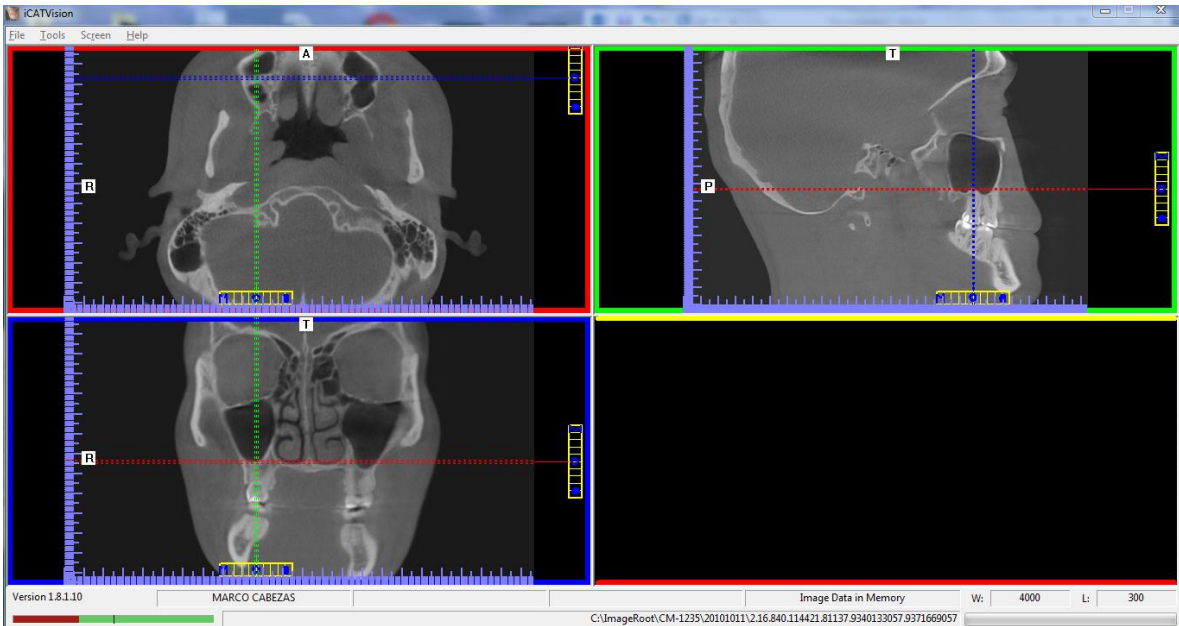 iCATVision
File Tools Screen Help
A
R
T
P
T
R
Version 1.8.1.10 MARCO CABEZAS Image Data in Memory W: 4000 L: 300
C:\ImageRoot\CM-1235\20101011\2.16.840.114421.81137.9340133057.9371669057